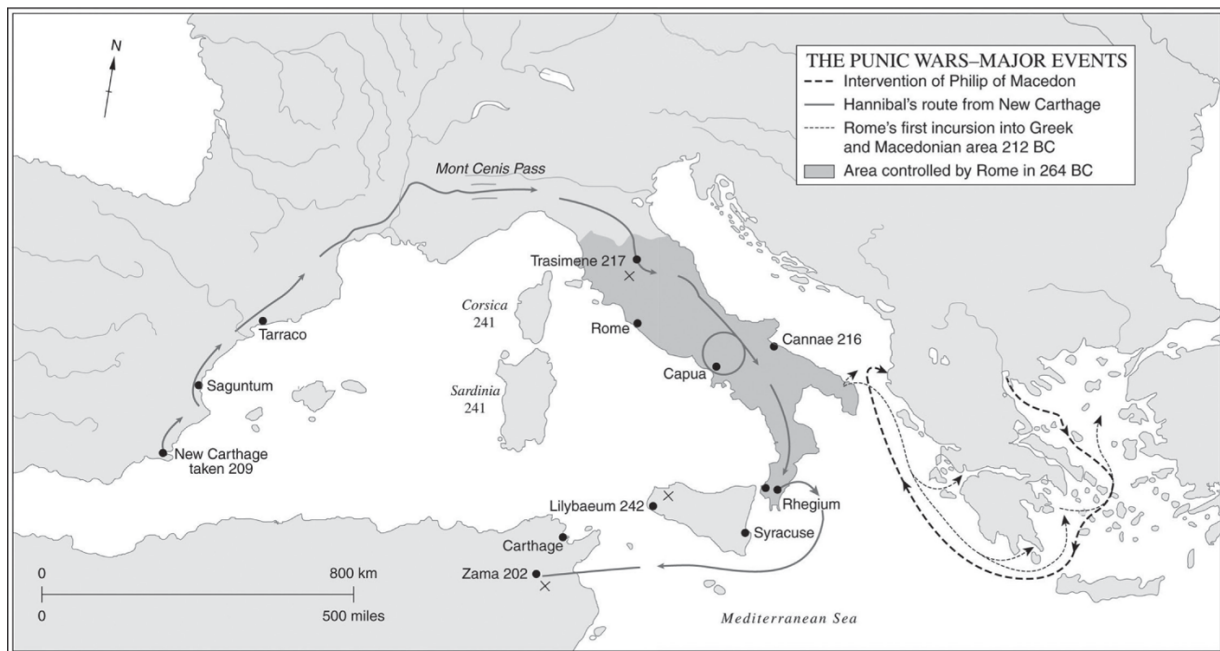 N
THE PUNIC WARS–MAJOR EVENTS
Intervention of Philip of Macedon
Hannibal's route from New Carthage
Rome's first incursion into Greek
and Macedonian area 212 BC
Area controlled by Rome in 264 BC
Mont Cenis Pass
Trasimene 217
Corsica
241
Rome
Tarraco
Cannae 216
Capua
Saguntum
Sardinia
241
New Carthage
taken 209
Lilybaeum 242
Rhegium
Syracuse
Carthage
Zama 202
0
800 km
0
500 miles
Mediterranean Sea